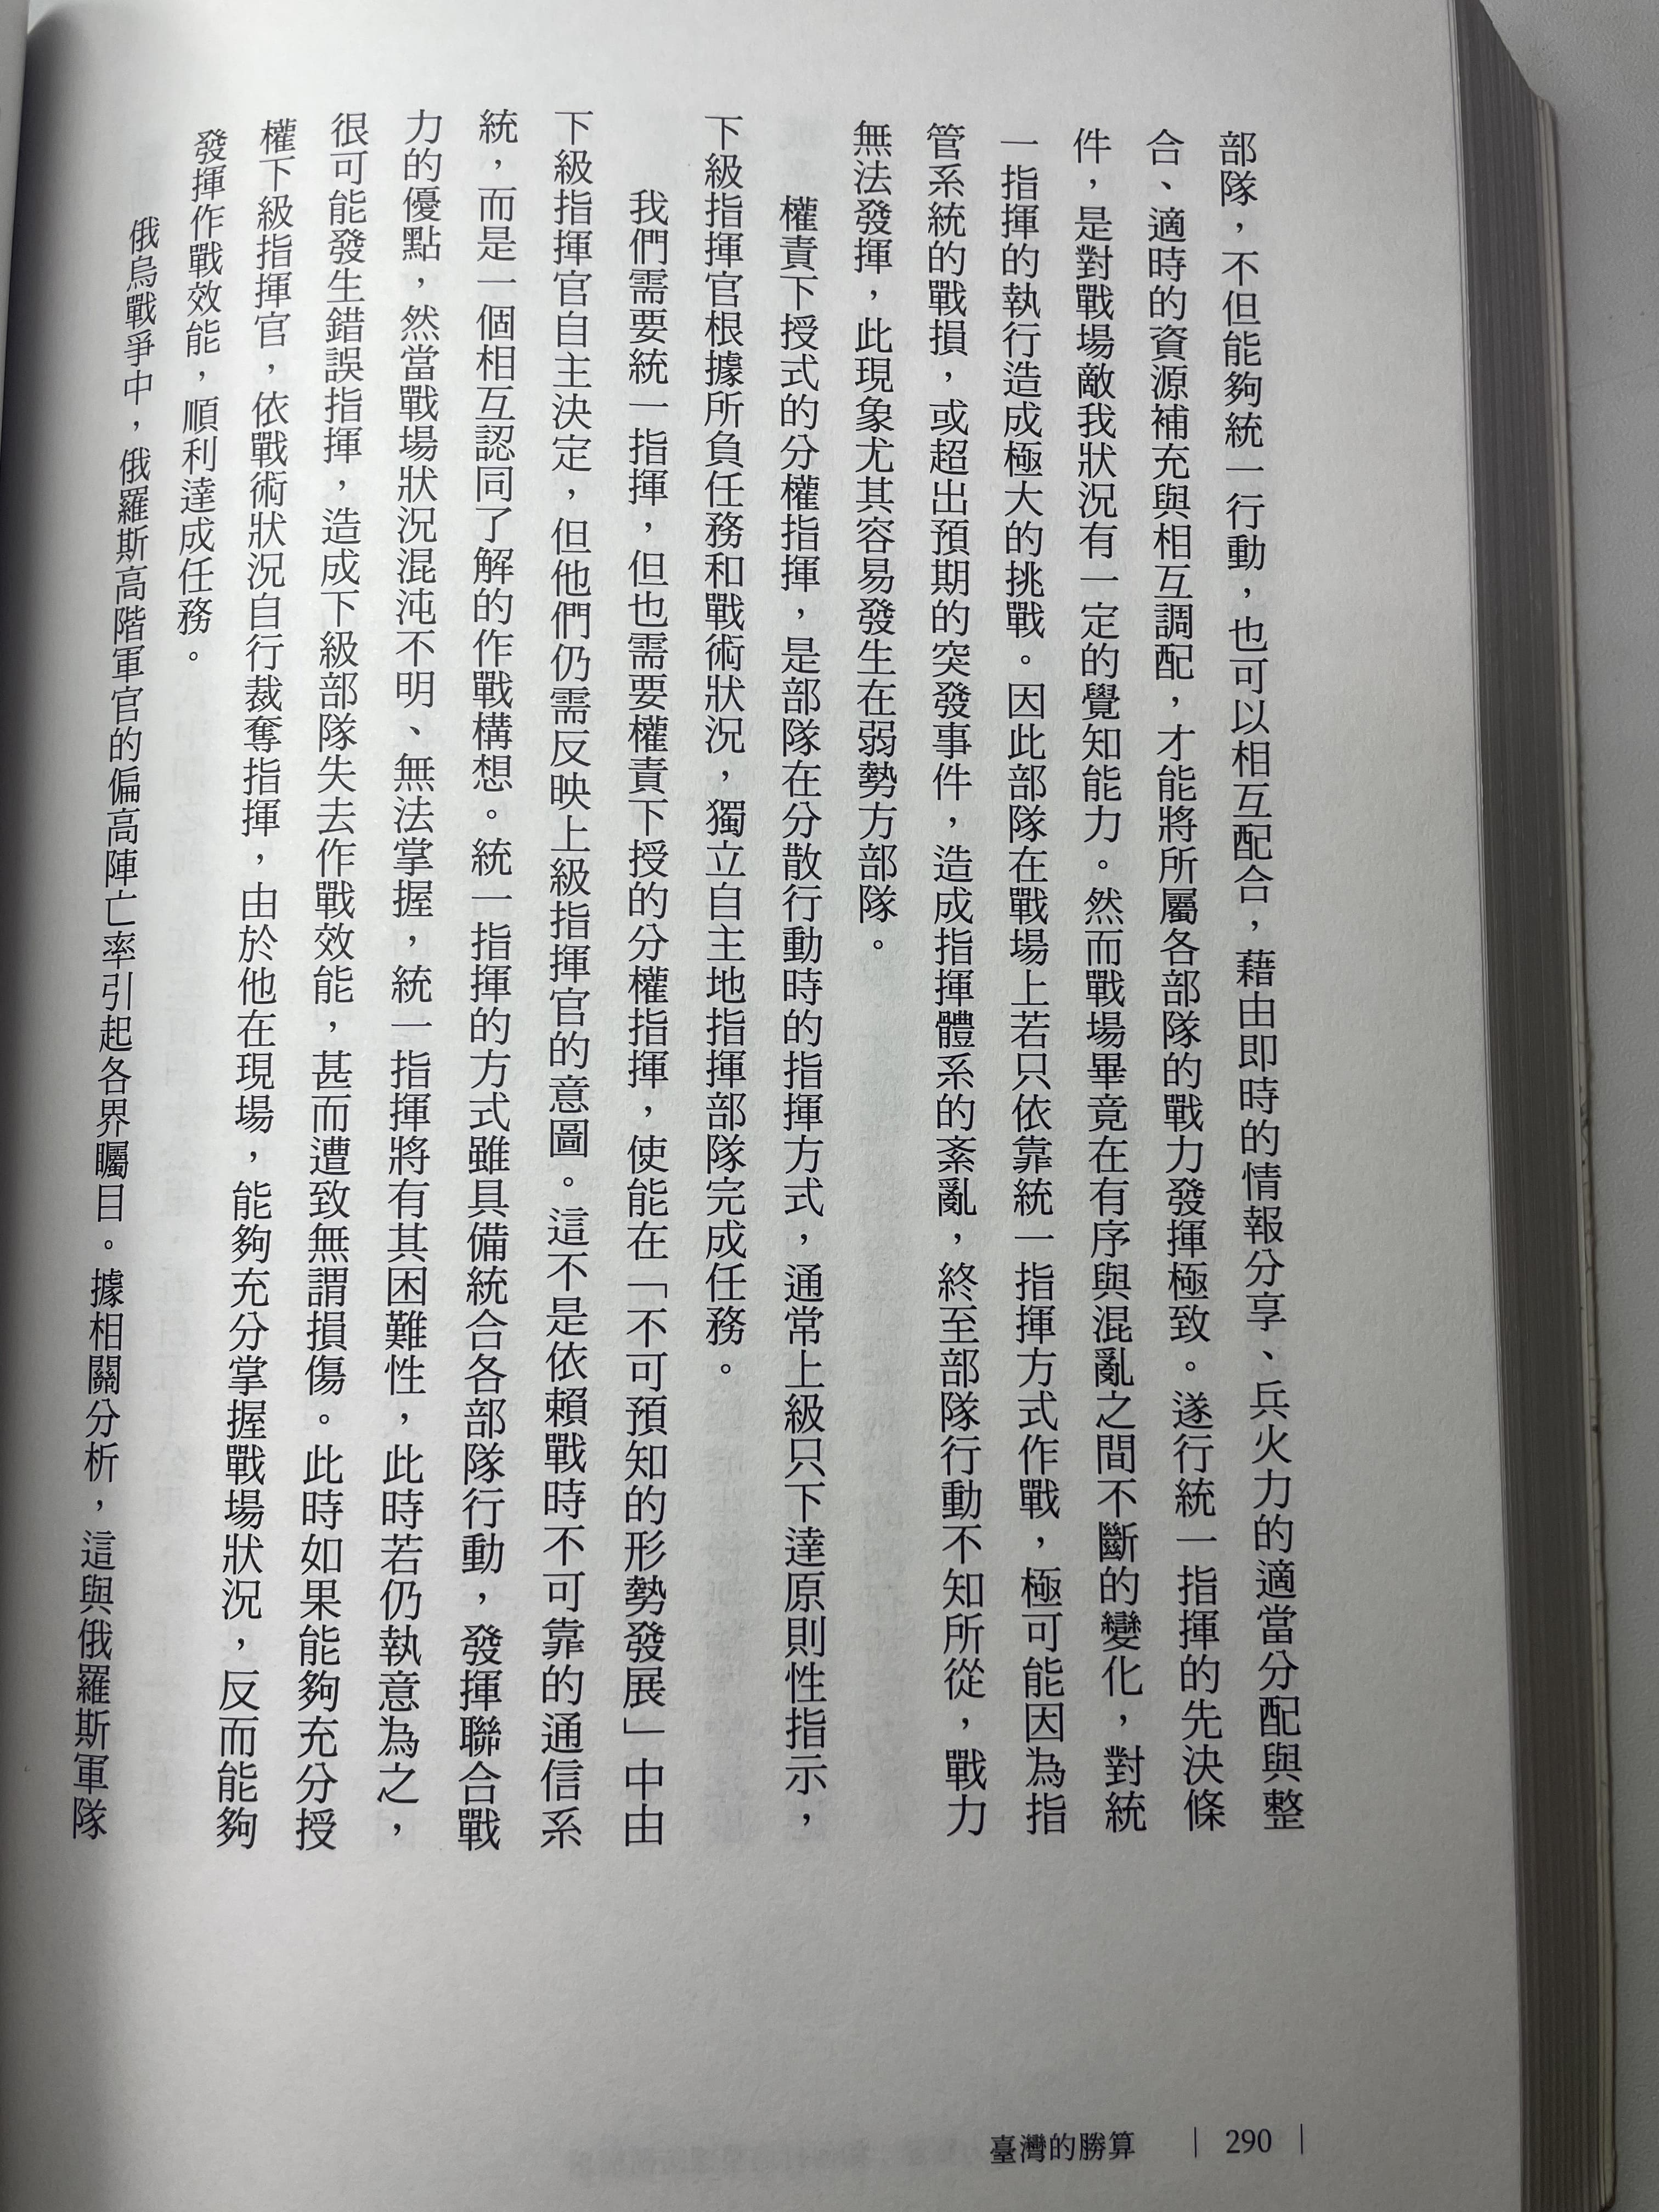 部隊，不但能夠統一行動，也可以相互配合，藉由即時的情報分享、兵火力的適當分配與整
合、適時的資源補充與相互調配，才能將所屬各部隊的戰力發揮極致。遂行統一指揮的先決條
件，是對戰場敵我狀況有一定的覺知能力。然而戰場畢竟在有序與混亂之間不斷的變化，對統
一指揮的執行造成極大的挑戰。因此部隊在戰場上若只依靠統一指揮方式作戰，極可能因為指
管系統的戰損，或超出預期的突發事件，造成指揮體系的紊亂，終至部隊行動不知所從，戰力
無法發揮，此現象尤其容易發生在弱勢方部隊。
權責下授式的分權指揮，是部隊在分散行動時的指揮方式，通常上級只下達原則性指示，
下級指揮官根據所負任務和戰術狀況，獨立自主地指揮部隊完成任務。
我們需要統一指揮，但也需要權責下授的分權指揮，使能在「不可預知的形勢發展」中由
下級指揮官自主決定，但他們仍需反映上級指揮官的意圖。這不是依賴戰時不可靠的通信系
統，而是一個相互認同了解的作戰構想。統一指揮的方式雖具備統合各部隊行動，發揮聯合戰
力的優點，然當戰場狀況混沌不明、無法掌握，統一指揮將有其困難性，此時若仍執意為之，
很可能發生錯誤指揮，造成下級部隊失去作戰效能，甚而遭致無謂損傷。此時如果能夠充分授
權下級指揮官，依戰術狀況自行裁奪指揮，由於他在現場，能夠充分掌握戰場狀況，反而能夠
發揮作戰效能，順利達成任務。
俄烏戰爭中，俄羅斯高階軍官的偏高陣亡率引起各界矚目。據相關分析，這與俄羅斯軍隊
臺灣的勝算 | 290 |